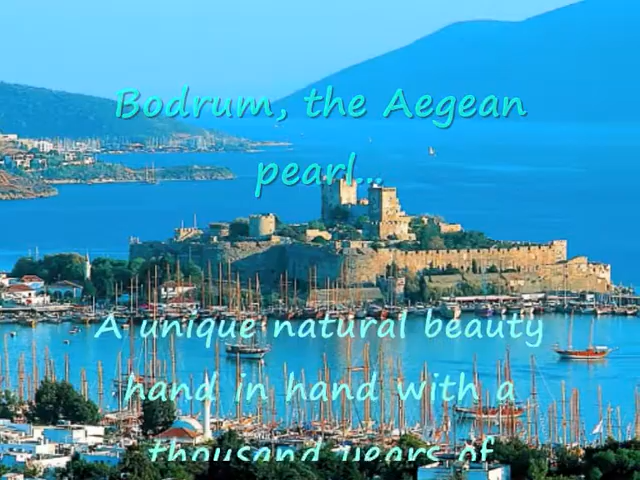 Bodrum, the Aegean
pearl...
A unique natural beauty
hand in hand with a
thousand years of